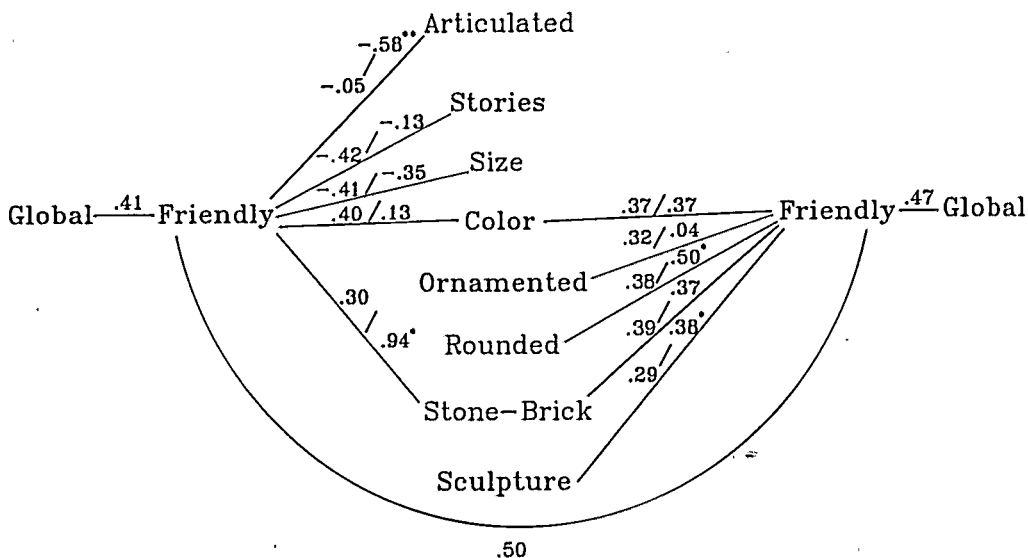 Articulated
-.58**
-.05
Stories
-.13
-.42
Size
-.35
-.41
Global .41 Friendly .40/.13 Color .37/.37 Friendly .47 Global
.32/.04
Ornamented
.38/.50*
Rounded
.39/.37
.30/.94*
Stone-Brick
.29/.38*
Sculpture
.50